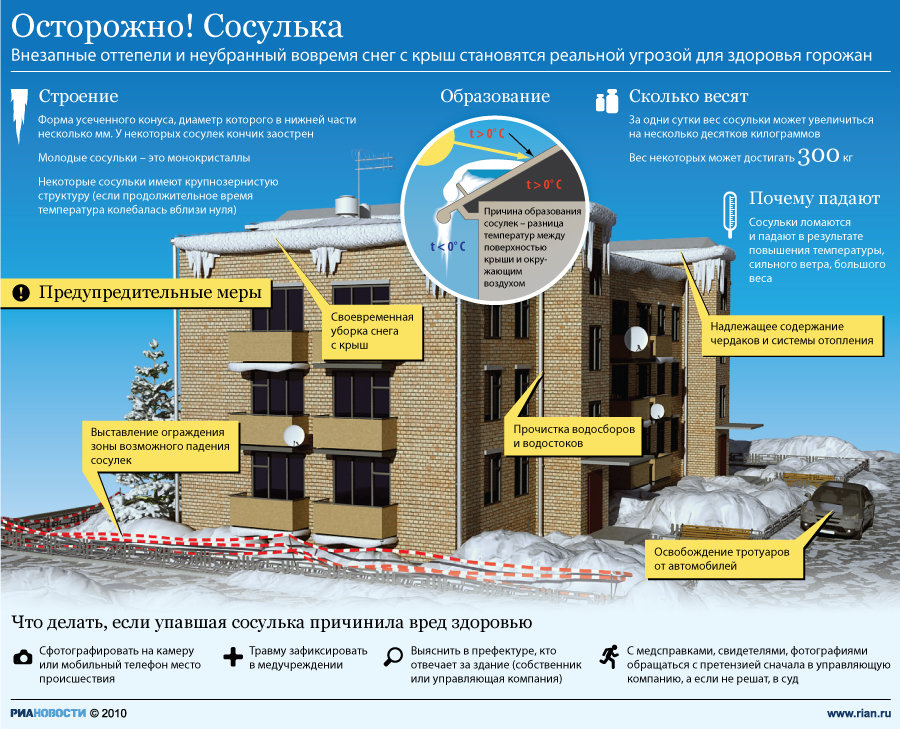 Осторожно! Сосулька
Внезапные оттепели и неубранный вовремя снег с крыш становятся реальной угрозой для здоровья горожан
Строение
Форма усеченного конуса, диаметр которого в нижней части
несколько мм. У некоторых сосулек кончик заострен
Молодые сосульки – это монокристаллы
Некоторые сосульки имеют крупнозернистую
структуру (если продолжительное время
температура колебалась вблизи нуля)
Образование
t > 0° C
t > 0° C
t < 0° C
Причина образования
сосулек – разница
температур между
поверхностью
крыши и окру-
жающим
воздухом
Сколько весят
За одни сутки вес сосульки может увеличиться
на несколько десятков килограммов
Вес некоторых может достигать 300 кг
Почему падают
Сосульки ломаются
и падают в результате
повышения температуры,
сильного ветра, большого
веса
Предупредительные меры
Своевременная
уборка снега
с крыш
Надлежащее содержание
чердаков и системы отопления
Прочистка водосборов
и водостоков
Выставление ограждения
зоны возможного падения
сосулек
Освобождение тротуаров
от автомобилей
Что делать, если упавшая сосулька причинила вред здоровью
Сфотографировать на камеру
или мобильный телефон место
происшествия
Травму зафиксировать
в медучреждении
Выяснить в префектуре, кто
отвечает за здание (собственник
или управляющая компания)
С медсправками, свидетелями, фотографиями
обращаться с претензией сначала в управляющую
компанию, а если не решат, в суд
РИАНОВОСТИ © 2010
www.rian.ru